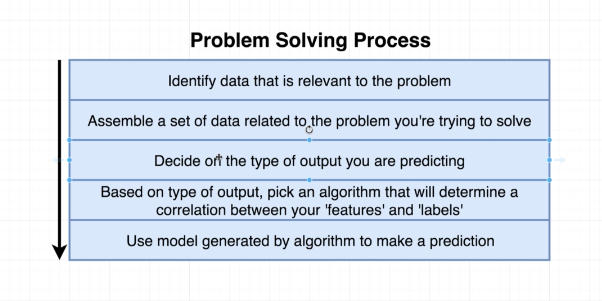 Problem Solving Process
Identify data that is relevant to the problem
Assemble a set of data related to the problem you're trying to solve
Decide on the type of output you are predicting
Based on type of output, pick an algorithm that will determine a
correlation between your 'features' and 'labels'
Use model generated by algorithm to make a prediction